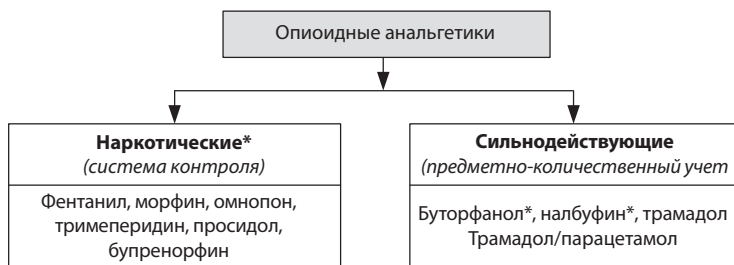 Опиоидные анальгетики
Наркотические*
(система контроля)
Фентанил, морфин, омнопон,
тримеперидин, просидол,
бупренорфин
Сильнодействующие
(предметно-количественный учет
Буторфанол*, налбуфин*, трамадол
Трамадол/парацетамол